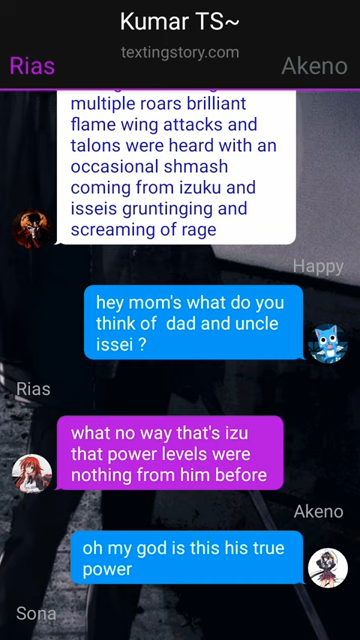 Kumar TS~
textingstory.com
Rias
Akeno
multiple roars brilliant
flame wing attacks and
talons were heard with an
occasional shmash
coming from izuku and
isseis gruntinging and
screaming of rage
Happy
hey mom's what do you
think of dad and uncle
issei ?
Rias
what no way that's izu
that power levels were
nothing from him before
Akeno
oh my god is this his true
power
Sona